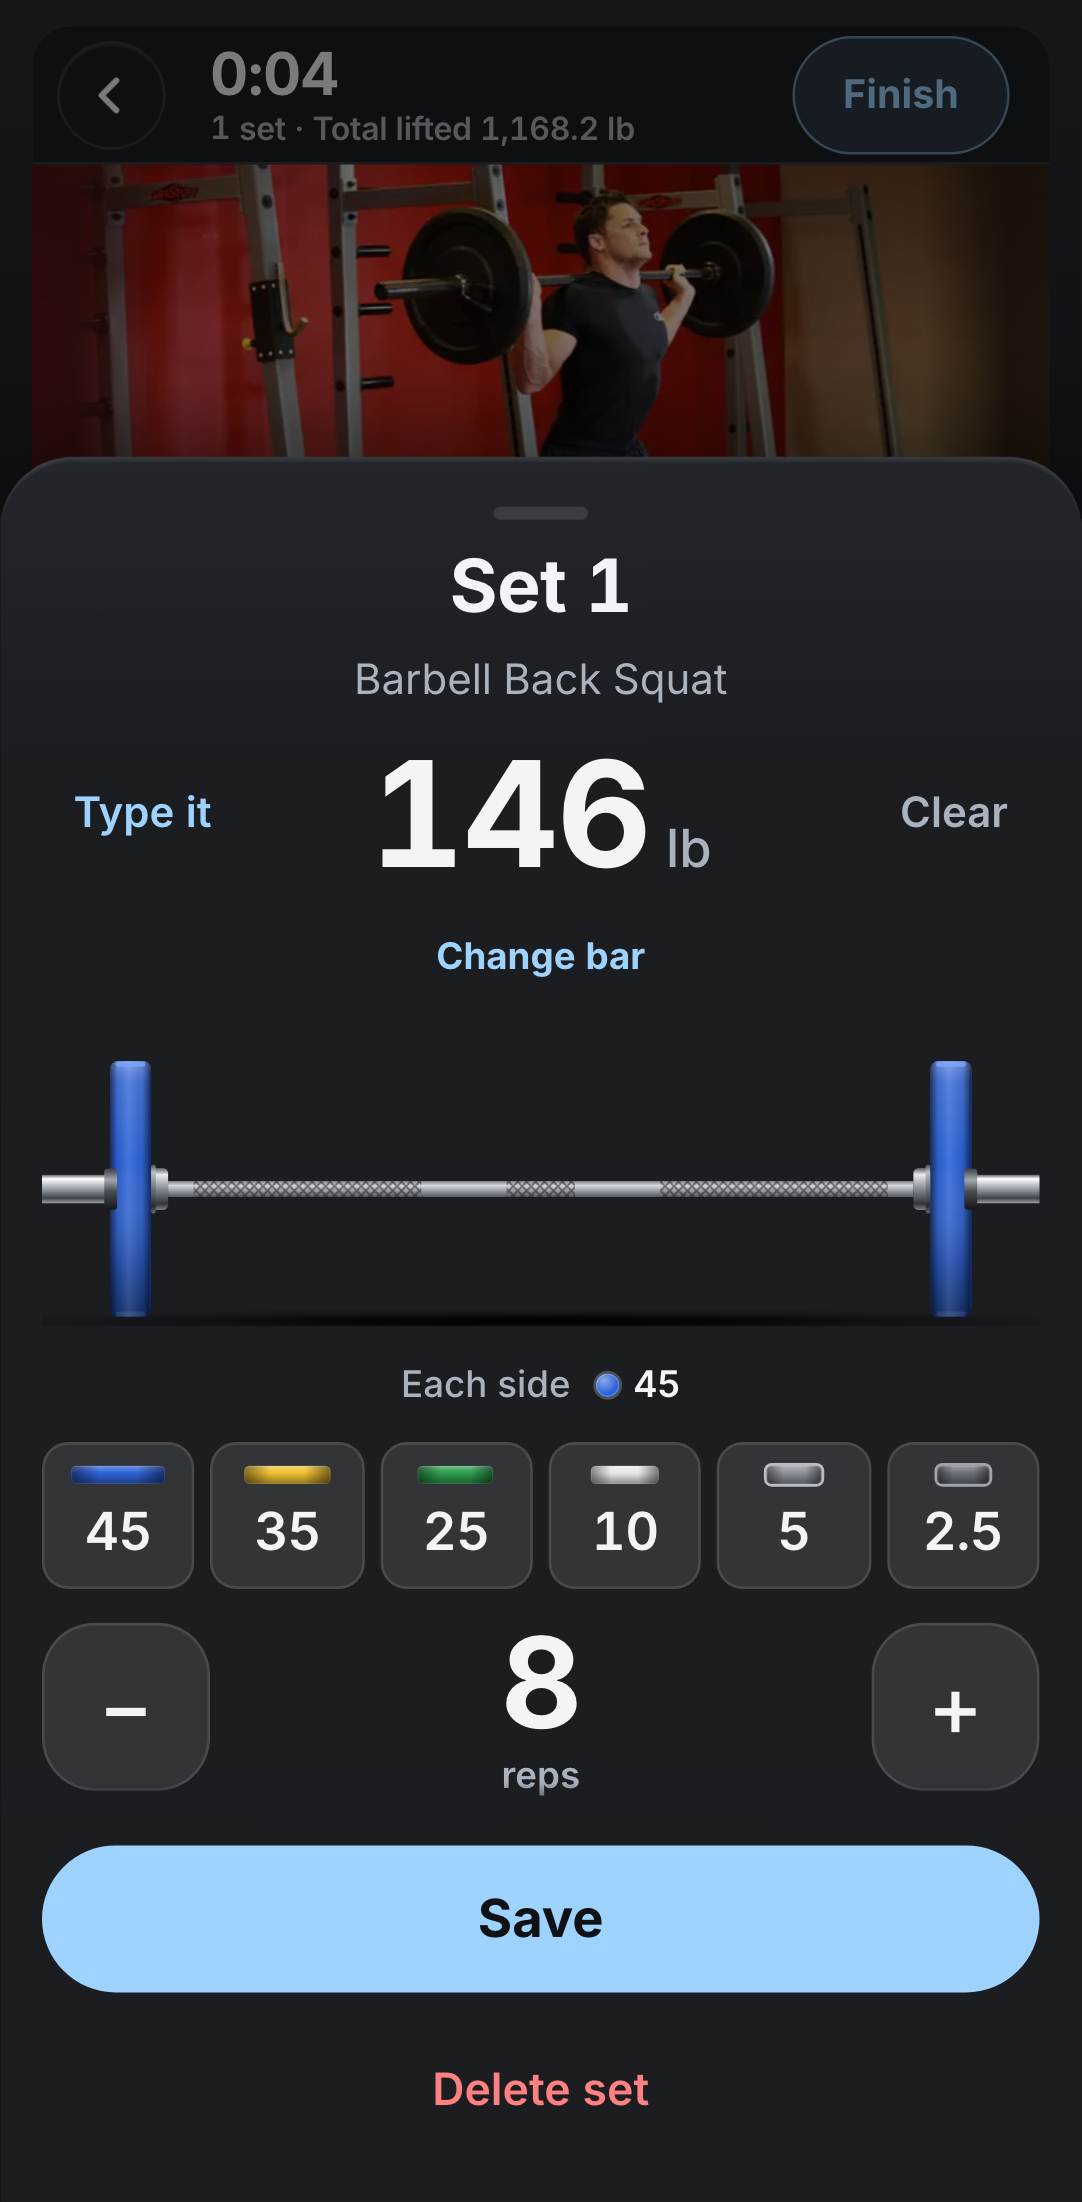 0:04
Finish
1 set · Total lifted 1,168.2 lb
Set 1
Barbell Back Squat
Type it
146 lb
Clear
Change bar
Each side 45
45 35 25 10 5 2.5
− 8 +
reps
Save
Delete set